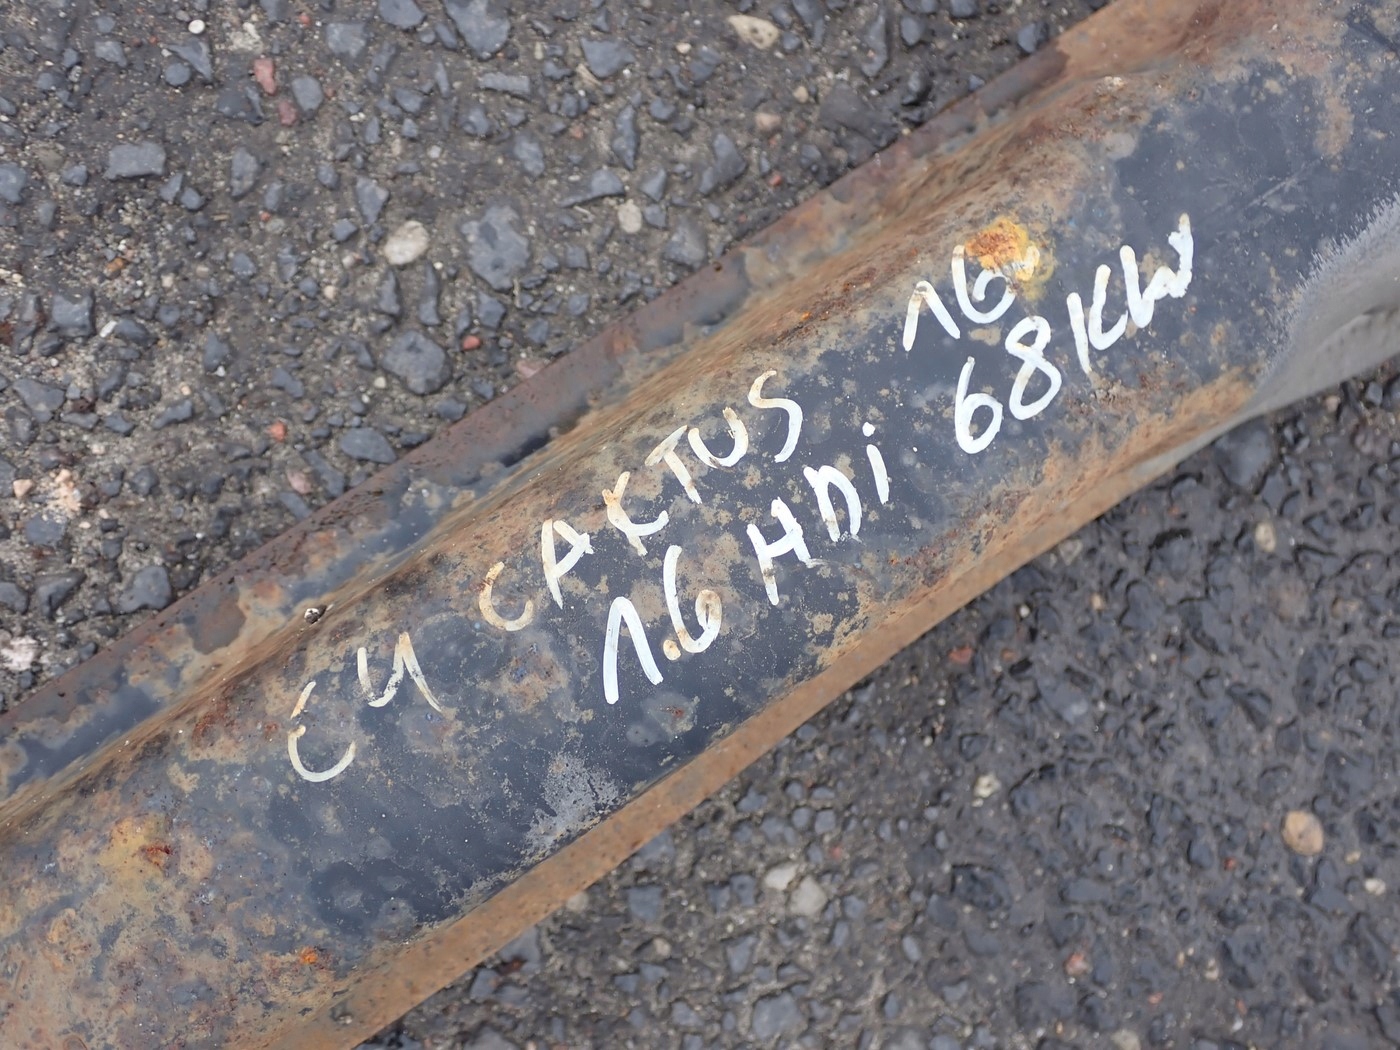 C4 CAKTUS 16
1.6 HDi 68KW